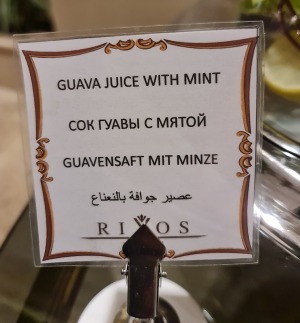 GUAVA JUICE WITH MINT
СОК ГУАВЫ С МЯТОЙ
GUAVENSAFT MIT MINZE
عصير جوافة بالنعناع
RIXOS